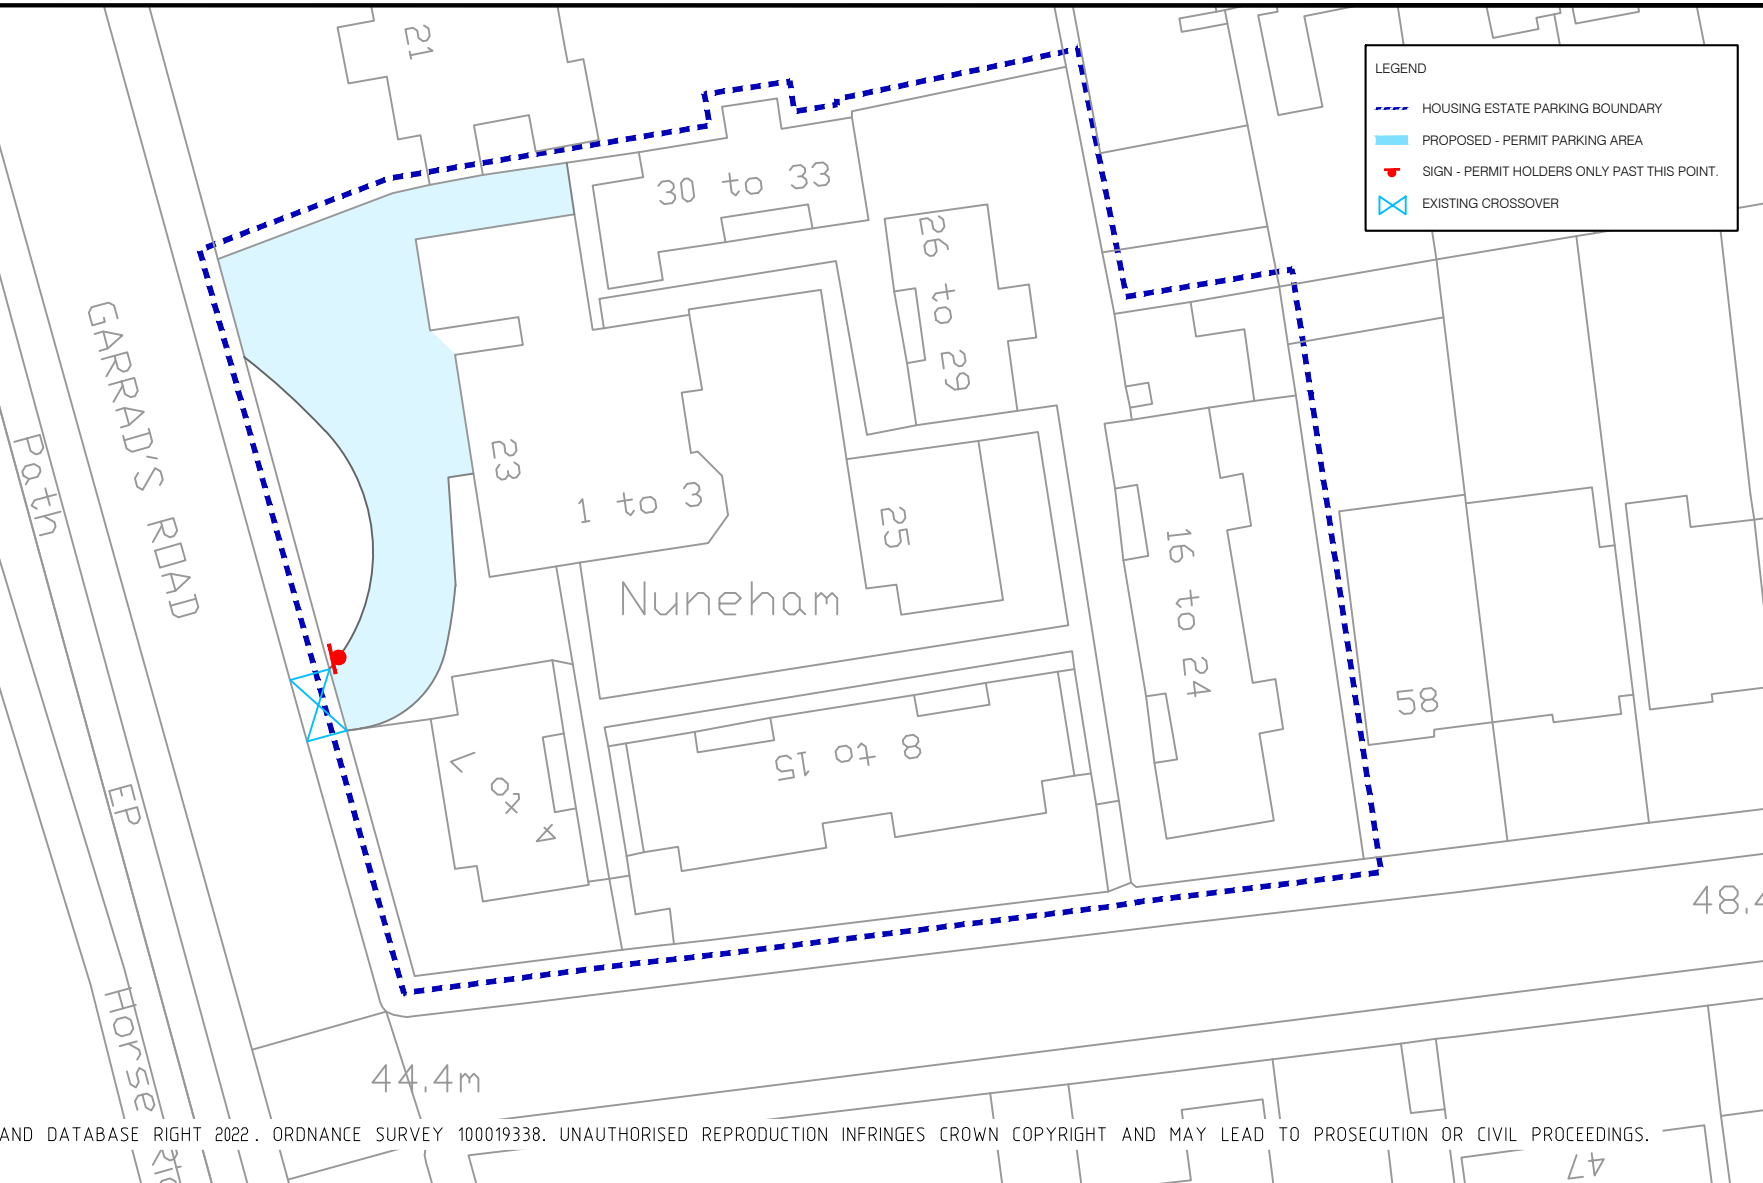 21
LEGEND
HOUSING ESTATE PARKING BOUNDARY
PROPOSED - PERMIT PARKING AREA
SIGN - PERMIT HOLDERS ONLY PAST THIS POINT.
EXISTING CROSSOVER
30 to 33
26 to 29
GARRAD'S ROAD
Path
23
1 to 3
25
16 to 24
Nuneham
58
8 to 15
4 to 7
EP
48.4
Horse
44.4m
AND DATABASE RIGHT 2022. ORDNANCE SURVEY 100019338. UNAUTHORISED REPRODUCTION INFRINGES CROWN COPYRIGHT AND MAY LEAD TO PROSECUTION OR CIVIL PROCEEDINGS.
47